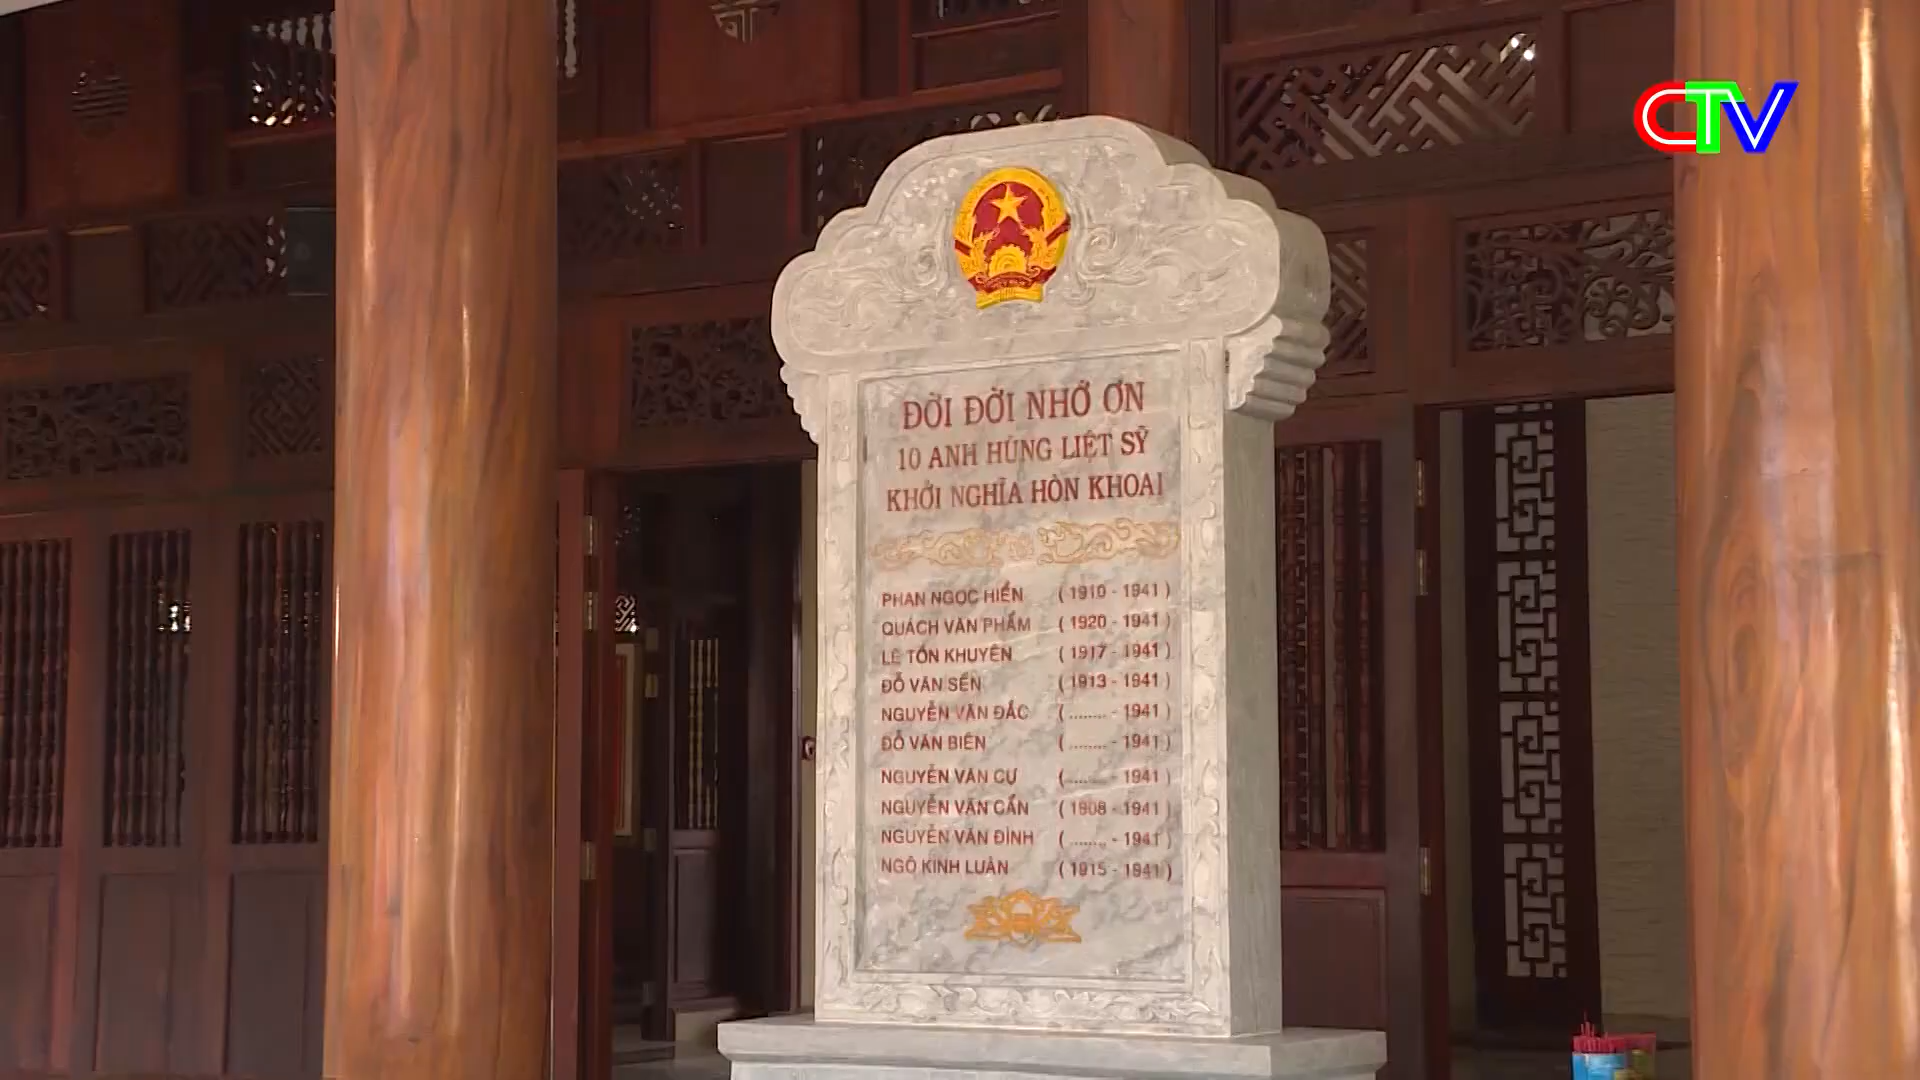 CTV
ĐỜI ĐỜI NHỚ ƠN
10 ANH HÙNG LIỆT SỸ
KHỞI NGHĨA HÒN KHOAI
PHAN NGỌC HIỂN ( 1910 - 1941 )
QUÁCH VĂN PHẨM ( 1920 - 1941 )
LÊ TỒN KHUYÊN ( 1917 - 1941 )
ĐỖ VĂN SẾN ( 1913 - 1941 )
NGUYỄN VĂN ĐẮC ( ........ - 1941 )
ĐỖ VĂN BIÊN ( ........ - 1941 )
NGUYỄN VĂN CỰ ( ........ - 1941 )
NGUYỄN VĂN CẨN ( 1908 - 1941 )
NGUYỄN VĂN ĐÌNH ( ........ - 1941 )
NGÔ KINH LUÂN ( 1915 - 1941 )